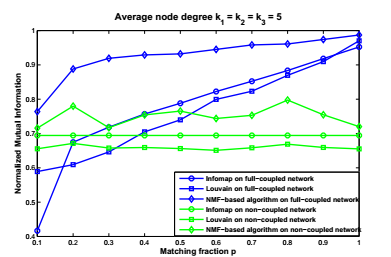 Average node degree k1 = k2 = k3 = 5
Normalized Mutual Information
1
0.9
0.8
0.7
0.6
0.5
0.4
Infomap on full-coupled network
Louvain on full-coupled network
NMF-based algorithm on full-coupled network
Infomap on non-coupled network
Louvain on non-coupled network
NMF-based algorithm on non-coupled network
0.1 0.2 0.3 0.4 0.5 0.6 0.7 0.8 0.9 1
Matching fraction p